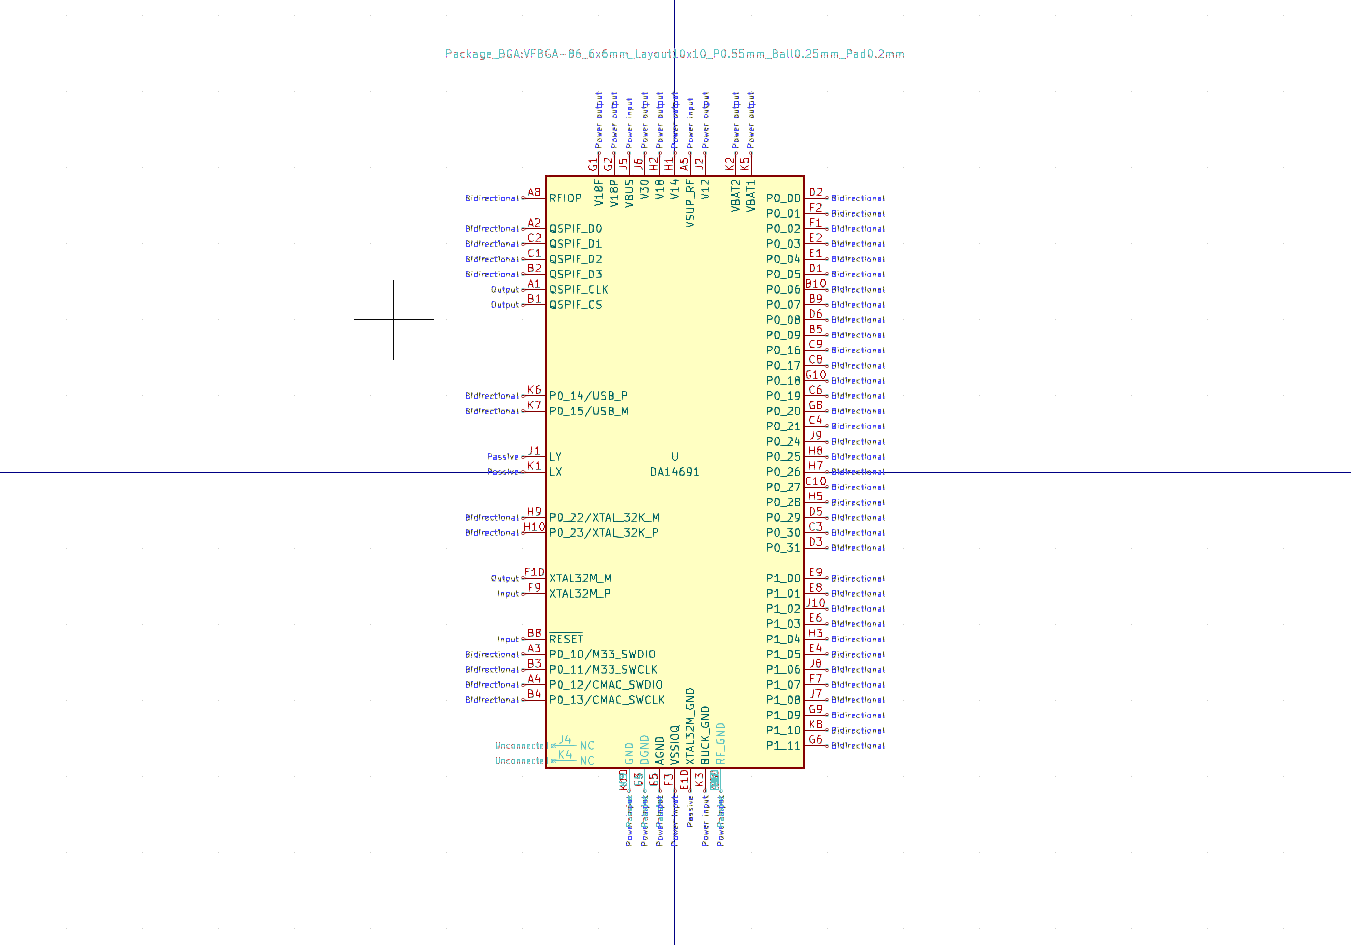 Package_BGA:VFBGA-86_6x6mm_Layout10x10_P0.55mm_Ball0.25mm_Pad0.2mm
Power output Power output Power input Power output Power output Power output Power input Power output Power output Power output
G1 G2 J5 J6 H2 H1 A5 J2 K2 K5
V18F V18P VBUS V30 V18 V14 VSUP_RF V12 VBAT2 VBAT1
Bidirectional A8 RFIOP
Bidirectional A2 QSPIF_D0
Bidirectional C2 QSPIF_D1
Bidirectional C1 QSPIF_D2
Bidirectional B2 QSPIF_D3
Output A1 QSPIF_CLK
Output B1 QSPIF_CS
Bidirectional K6 P0_14/USB_P
Bidirectional K7 P0_15/USB_M
Passive J1 LY
Passive K1 LX
Bidirectional H9 P0_22/XTAL_32K_M
Bidirectional H10 P0_23/XTAL_32K_P
Output F10 XTAL32M_M
Input F9 XTAL32M_P
Input B8 RESET
Bidirectional A3 P0_10/M33_SWDIO
Bidirectional B3 P0_11/M33_SWCLK
Bidirectional A4 P0_12/CMAC_SWDIO
Bidirectional B4 P0_13/CMAC_SWCLK
Unconnecte J4 NC
Unconnecte K4 NC
U
DA14691
P0_00 D2 Bidirectional
P0_01 F2 Bidirectional
P0_02 F1 Bidirectional
P0_03 E2 Bidirectional
P0_04 E1 Bidirectional
P0_05 D1 Bidirectional
P0_06 B10 Bidirectional
P0_07 B9 Bidirectional
P0_08 D6 Bidirectional
P0_09 B5 Bidirectional
P0_16 C9 Bidirectional
P0_17 C8 Bidirectional
P0_18 G10 Bidirectional
P0_19 C6 Bidirectional
P0_20 G8 Bidirectional
P0_21 C4 Bidirectional
P0_24 J9 Bidirectional
P0_25 H8 Bidirectional
P0_26 H7 Bidirectional
P0_27 C10 Bidirectional
P0_28 H5 Bidirectional
P0_29 D5 Bidirectional
P0_30 C3 Bidirectional
P0_31 D3 Bidirectional
P1_00 E9 Bidirectional
P1_01 E8 Bidirectional
P1_02 J10 Bidirectional
P1_03 E6 Bidirectional
P1_04 H3 Bidirectional
P1_05 E4 Bidirectional
P1_06 J8 Bidirectional
P1_07 F7 Bidirectional
P1_08 J7 Bidirectional
P1_09 G9 Bidirectional
P1_10 K8 Bidirectional
P1_11 G6 Bidirectional
GND DGND AGND VSSIOQ XTAL32M_GND BUCK_GND RF_GND
F3 E10 K3
Power input Power input Power input Power input Passive Power input Power input